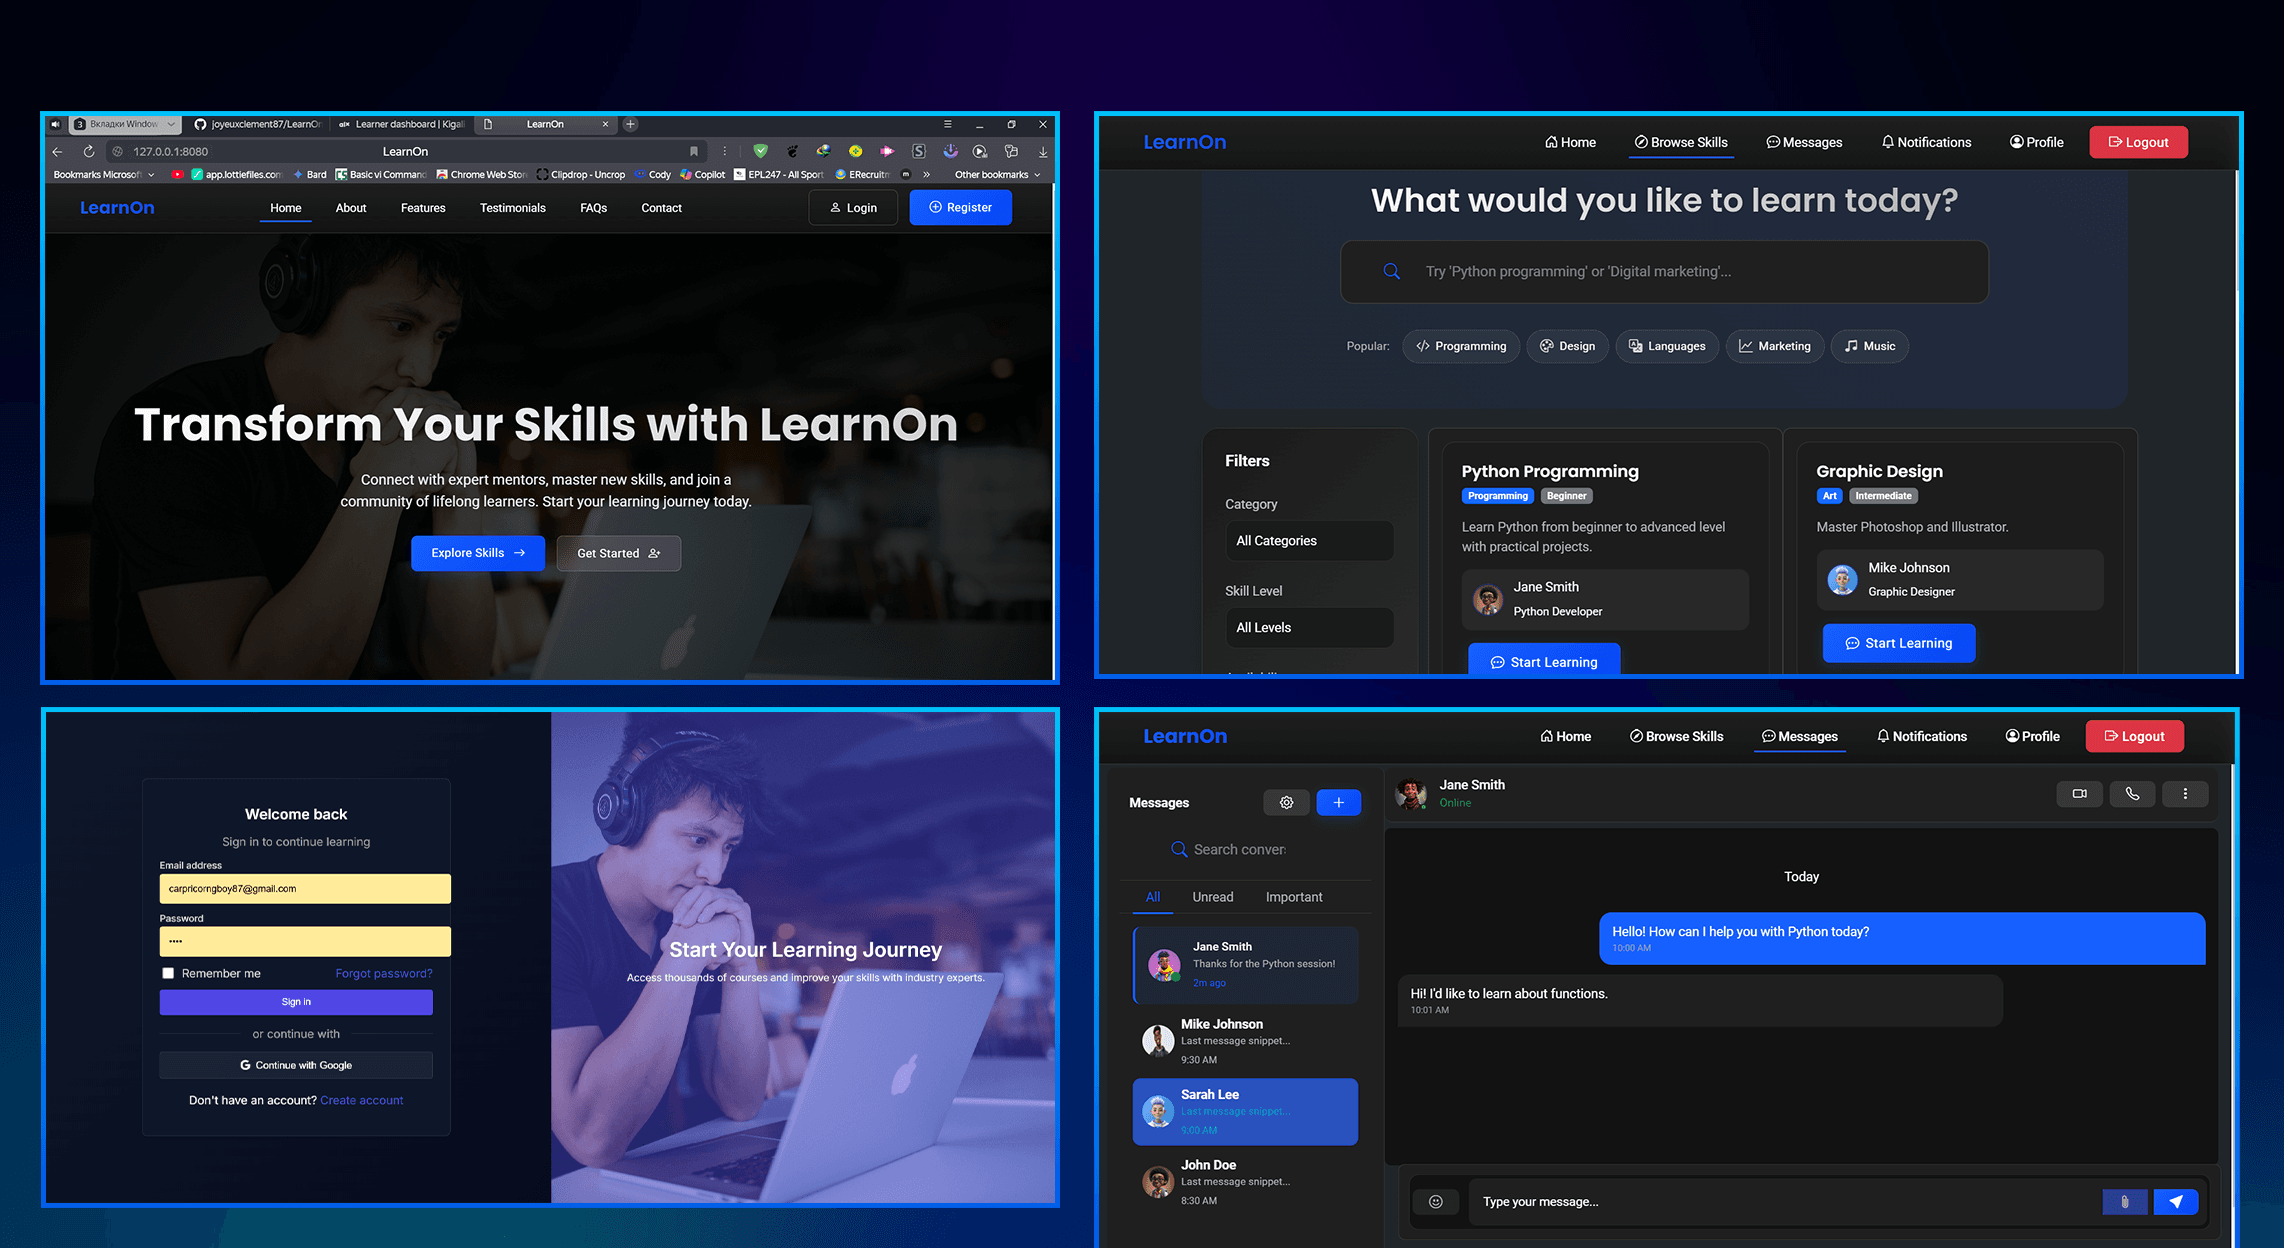 3 Вкладки Window
joyeuxclement87/LearnOn
alx Learner dashboard | Kigali
LearnOn
127.0.0.1:8080
LearnOn
Bookmarks Microsoft
app.lottiefiles.com
Bard
Basic vi Command
Chrome Web Store
Clipdrop - Uncrop
Cody
Copilot
EPL247 - All Sport
ERecruitm
Other bookmarks
LearnOn
Home
About
Features
Testimonials
FAQs
Contact
Login
Register
Transform Your Skills with LearnOn
Connect with expert mentors, master new skills, and join a
community of lifelong learners. Start your learning journey today.
Explore Skills
Get Started
LearnOn
Home
Browse Skills
Messages
Notifications
Profile
Logout
What would you like to learn today?
Try 'Python programming' or 'Digital marketing'...
Popular:
Programming
Design
Languages
Marketing
Music
Filters
Category
All Categories
Skill Level
All Levels
Python Programming
Programming
Beginner
Learn Python from beginner to advanced level
with practical projects.
Jane Smith
Python Developer
Start Learning
Graphic Design
Art
Intermediate
Master Photoshop and Illustrator.
Mike Johnson
Graphic Designer
Start Learning
Welcome back
Sign in to continue learning
Email address
carpricorngboy87@gmail.com
Password
Remember me
Forgot password?
Sign in
or continue with
Continue with Google
Don't have an account? Create account
Start Your Learning Journey
Access thousands of courses and improve your skills with industry experts.
LearnOn
Home
Browse Skills
Messages
Notifications
Profile
Logout
Messages
Search conver
All
Unread
Important
Jane Smith
Thanks for the Python session!
2m ago
Mike Johnson
Last message snippet...
9:30 AM
Sarah Lee
Last message snippet...
9:00 AM
John Doe
Last message snippet...
8:30 AM
Jane Smith
Online
Today
Hello! How can I help you with Python today?
10:00 AM
Hi! I'd like to learn about functions.
10:01 AM
Type your message...